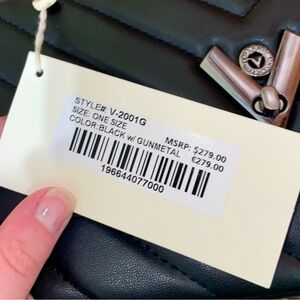 STYLE#: V-2001G
SIZE: ONE SIZE
COLOR:BLACK w/ GUNMETAL
MSRP: $279.00
€279.00
196644077000
V